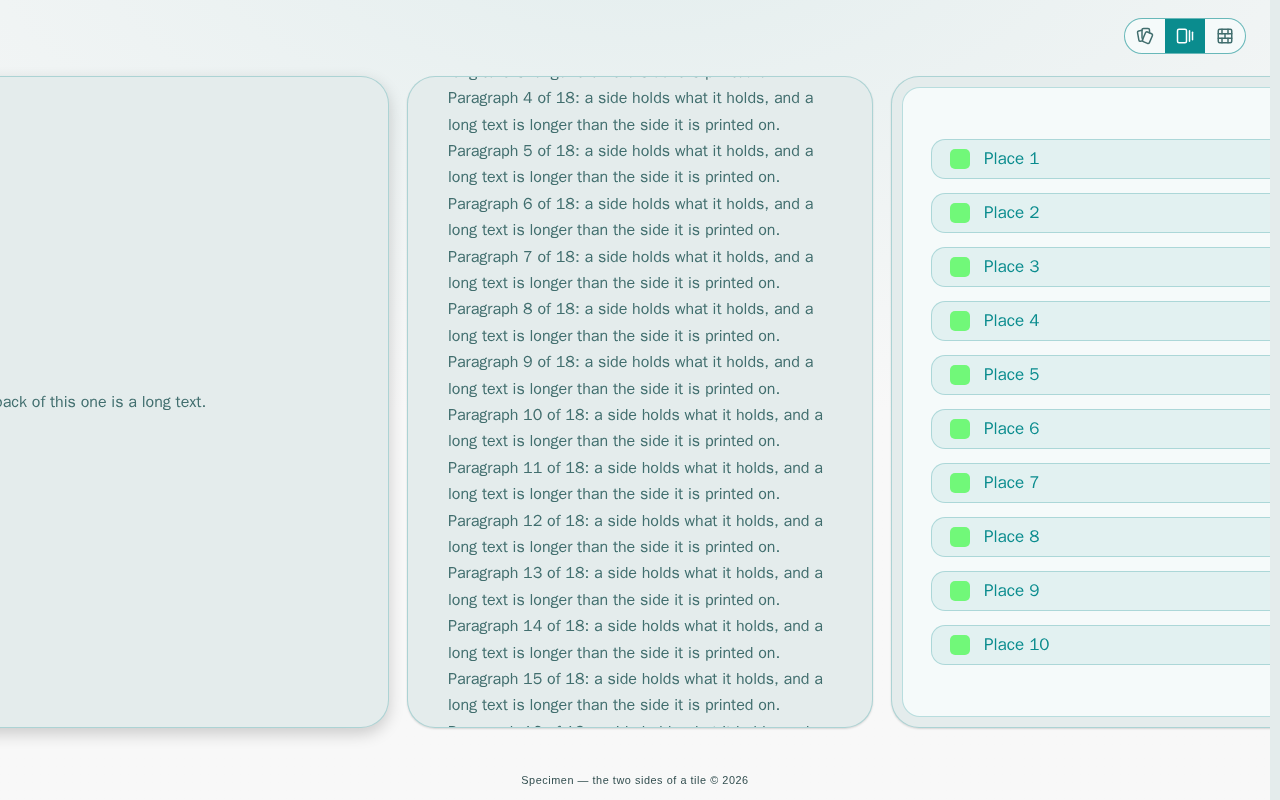 back of this one is a long text.
Paragraph 4 of 18: a side holds what it holds, and a
long text is longer than the side it is printed on.
Paragraph 5 of 18: a side holds what it holds, and a
long text is longer than the side it is printed on.
Paragraph 6 of 18: a side holds what it holds, and a
long text is longer than the side it is printed on.
Paragraph 7 of 18: a side holds what it holds, and a
long text is longer than the side it is printed on.
Paragraph 8 of 18: a side holds what it holds, and a
long text is longer than the side it is printed on.
Paragraph 9 of 18: a side holds what it holds, and a
long text is longer than the side it is printed on.
Paragraph 10 of 18: a side holds what it holds, and a
long text is longer than the side it is printed on.
Paragraph 11 of 18: a side holds what it holds, and a
long text is longer than the side it is printed on.
Paragraph 12 of 18: a side holds what it holds, and a
long text is longer than the side it is printed on.
Paragraph 13 of 18: a side holds what it holds, and a
long text is longer than the side it is printed on.
Paragraph 14 of 18: a side holds what it holds, and a
long text is longer than the side it is printed on.
Paragraph 15 of 18: a side holds what it holds, and a
long text is longer than the side it is printed on.
Place 1
Place 2
Place 3
Place 4
Place 5
Place 6
Place 7
Place 8
Place 9
Place 10
Specimen — the two sides of a tile © 2026